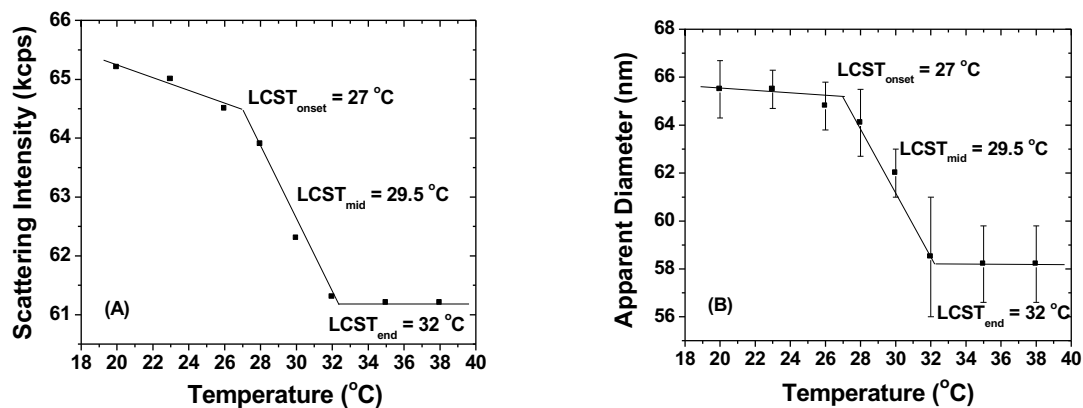 66
65
64
63
62
61
Scattering Intensity (kcps)
LCST_onset = 27 °C
LCST_mid = 29.5 °C
LCST_end = 32 °C
(A)
18 20 22 24 26 28 30 32 34 36 38 40
Temperature (°C)
68
66
64
62
60
58
56
Apparent Diameter (nm)
LCST_onset = 27 °C
LCST_mid = 29.5 °C
LCST_end = 32 °C
(B)
18 20 22 24 26 28 30 32 34 36 38 40
Temperature (°C)